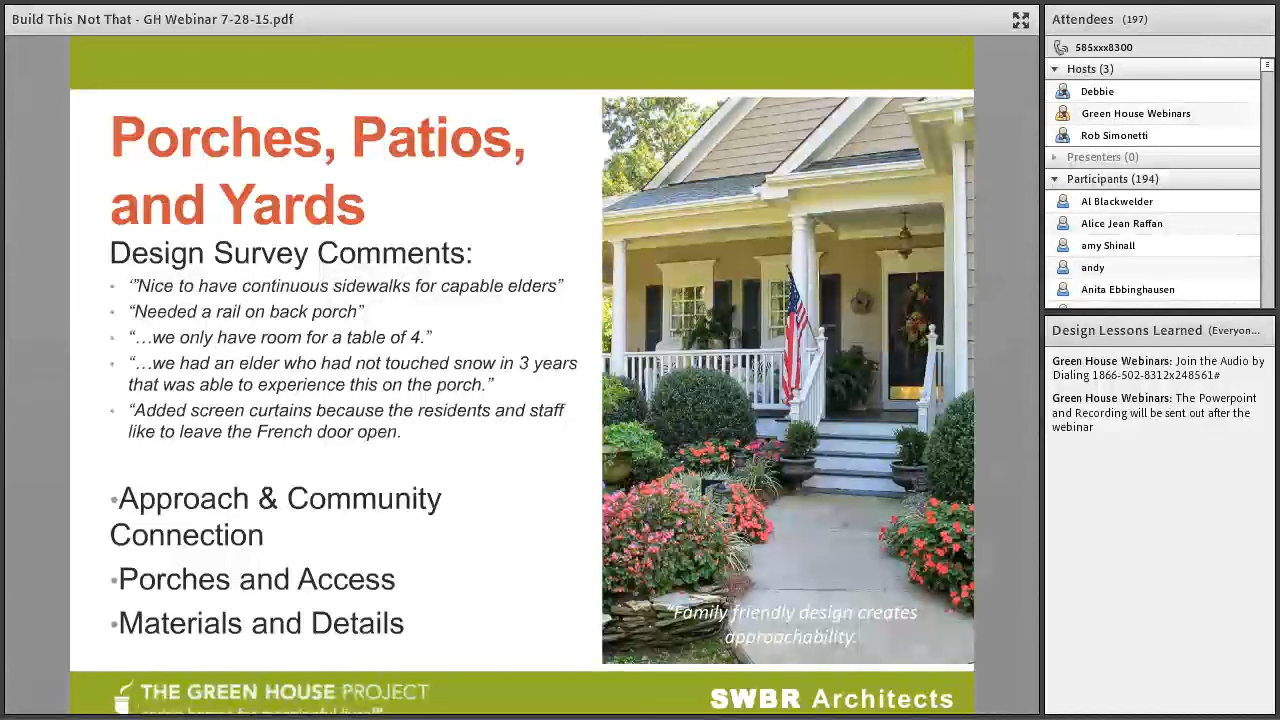 Build This Not That - GH Webinar 7-28-15.pdf
Porches, Patios,
and Yards
Design Survey Comments:
• ‘”Nice to have continuous sidewalks for capable elders”
• “Needed a rail on back porch”
• “…we only have room for a table of 4.”
• “…we had an elder who had not touched snow in 3 years
that was able to experience this on the porch.”
• “Added screen curtains because the residents and staff
like to leave the French door open.
•Approach & Community
Connection
•Porches and Access
•Materials and Details
“Family friendly design creates
approachability.”
THE GREEN HOUSE PROJECT
SWBR Architects
Attendees (197)
585xxx8300
Hosts (3)
Debbie
Green House Webinars
Rob Simonetti
Presenters (0)
Participants (194)
Al Blackwelder
Alice Jean Raffan
amy Shinall
andy
Anita Ebbinghausen
Design Lessons Learned (Everyon...
Green House Webinars: Join the Audio by
Dialing 1866-502-8312x248561#
Green House Webinars: The Powerpoint
and Recording will be sent out after the
webinar